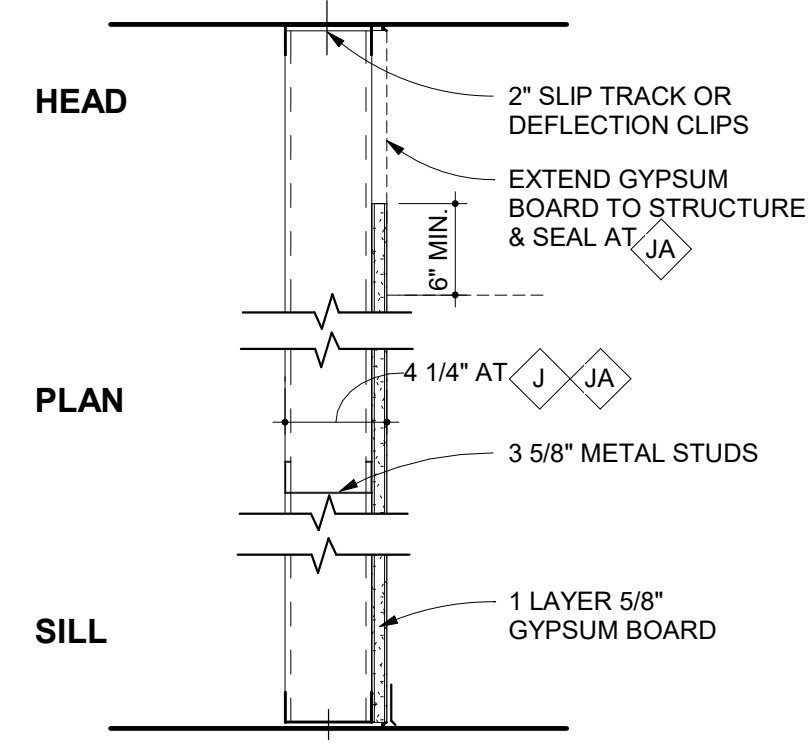 HEAD
2" SLIP TRACK OR
DEFLECTION CLIPS
EXTEND GYPSUM
BOARD TO STRUCTURE
& SEAL AT JA
6" MIN.
PLAN
4 1/4" AT J JA
3 5/8" METAL STUDS
SILL
1 LAYER 5/8"
GYPSUM BOARD